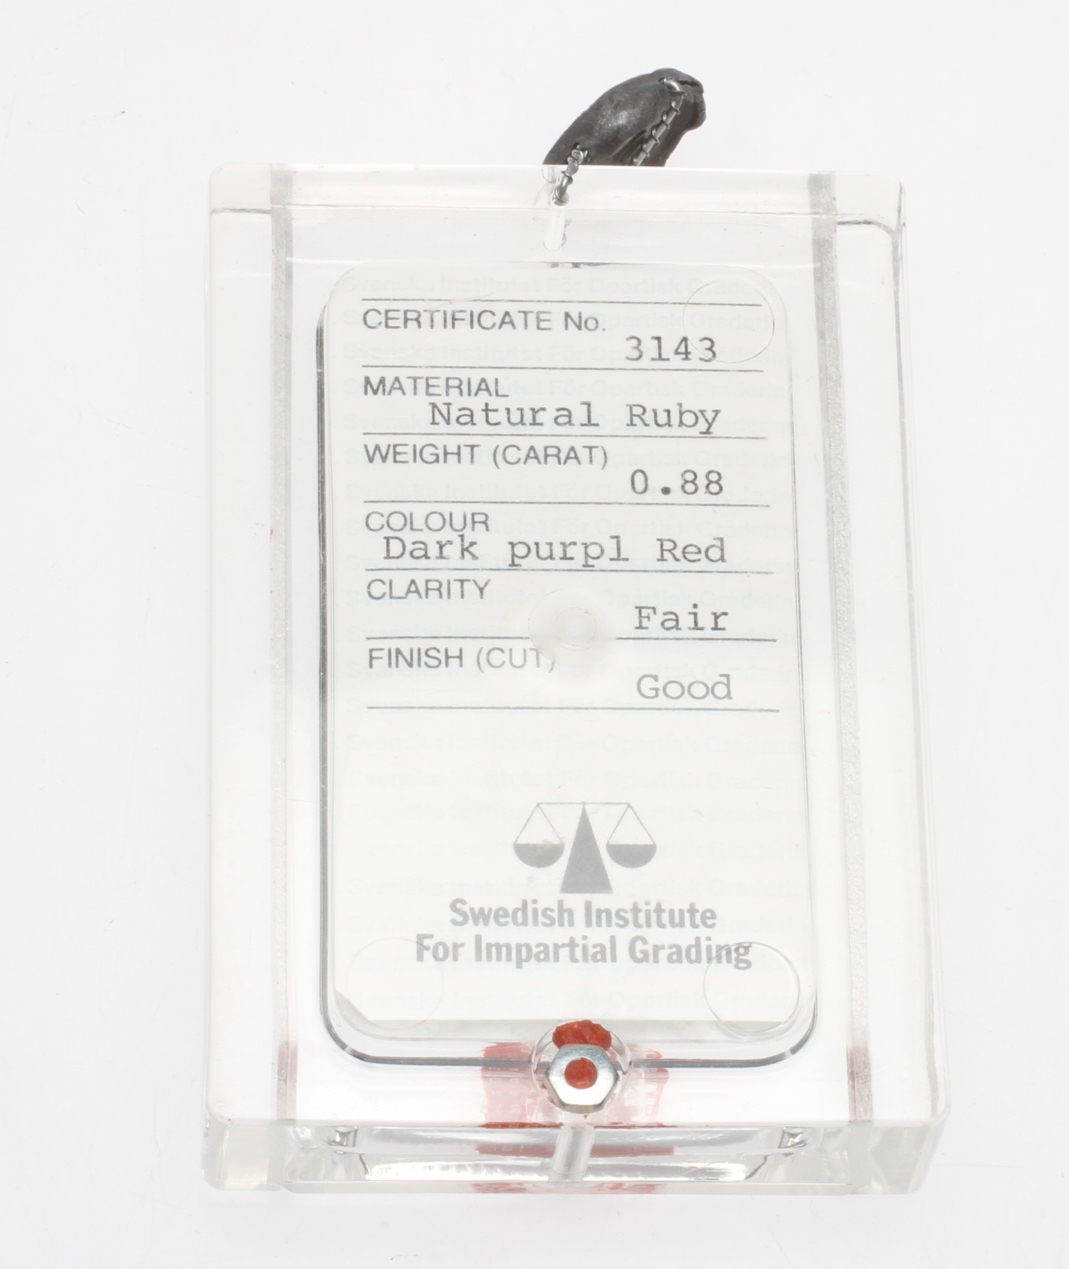 CERTIFICATE No.
3143
MATERIAL
Natural Ruby
WEIGHT (CARAT)
0.88
COLOUR
Dark purpl Red
CLARITY
Fair
FINISH (CUT)
Good
Swedish Institute
For Impartial Grading